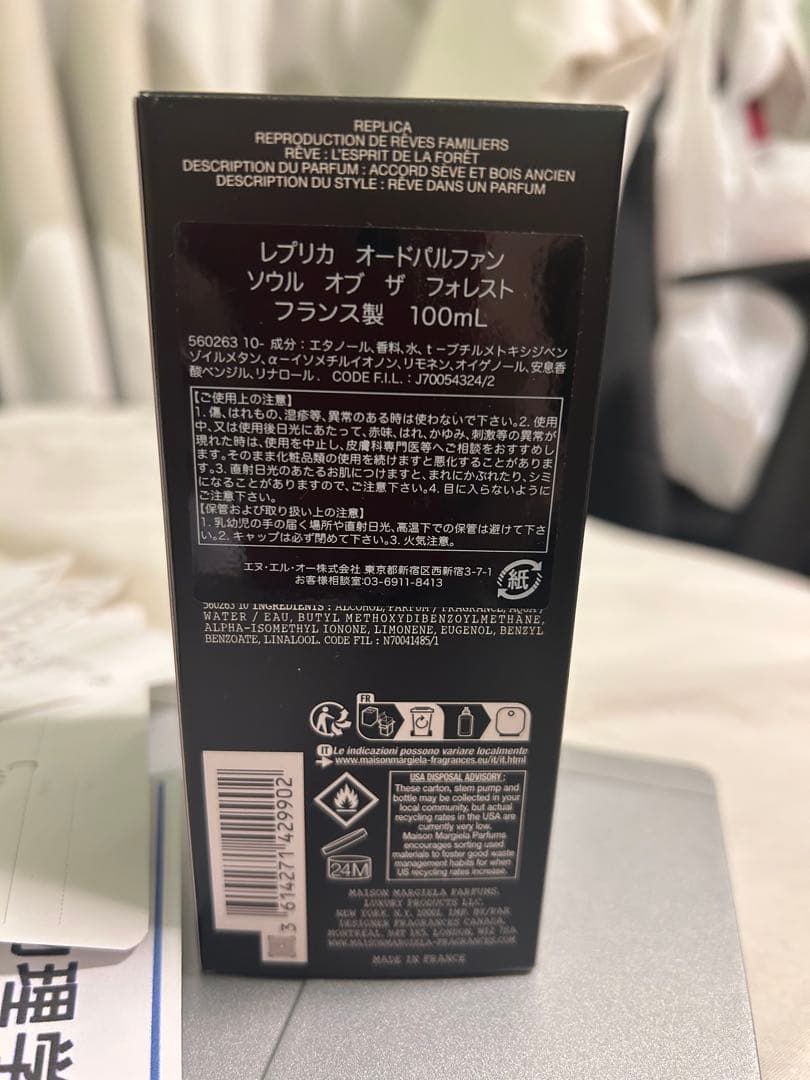 REPLICA
REPRODUCTION DE RÊVES FAMILIERS
RÊVE : L'ESPRIT DE LA FORÊT
DESCRIPTION DU PARFUM : ACCORD SÈVE ET BOIS ANCIEN
DESCRIPTION DU STYLE : RÊVE DANS UN PARFUM
レプリカ オードパルファン
ソウル オブ ザ フォレスト
フランス製 100mL
560263 10- 成分：エタノール、香料、水、t－ブチルメトキシジベン
ゾイルメタン、α－イソメチルイオノン、リモネン、オイゲノール、安息香
酸ベンジル、リナロール. CODE F.I.L.：J70054324/2
【ご使用上の注意】
1. 傷、はれもの、湿疹等、異常のある時は使わないで下さい。2. 使用
中、又は使用後日光にあたって、赤味、はれ、かゆみ、刺激等の異常が
現れた時は、使用を中止し、皮膚科専門医等へご相談をおすすめしま
す。そのまま化粧品類の使用を続けますと悪化することがありま
す。3. 直射日光のあたるお肌につけますと、まれにかぶれたり、シミ
になることがありますので、ご注意下さい。4. 目に入らないように
ご注意下さい。
【保管および取り扱い上の注意】
1. 乳幼児の手の届く場所や直射日光、高温下での保管は避けて下さ
い。2. キャップは必ず閉めて下さい。3. 火気注意。
エヌ・エル・オー株式会社 東京都新宿区西新宿3-7-1
お客様相談室:03-6911-8413
紙
560263 10 INGREDIENTS : ALCOHOL, PARFUM / FRAGRANCE, AQUA /
WATER / EAU, BUTYL METHOXYDIBENZOYLMETHANE,
ALPHA-ISOMETHYL IONONE, LIMONENE, EUGENOL, BENZYL
BENZOATE, LINALOOL. CODE FIL : N70041485/1
FR
IT Le indicazioni possono variare localmente
www.maisonmargiela-fragrances.eu/it/it.html
USA DISPOSAL ADVISORY :
These carton, stem pump and
bottle may be collected in your
local community, but actual
recycling rates in the USA are
currently very low.
Maison Margiela Parfums
encourages sorting used
materials to foster good waste
management habits for when
US recycling rates increase.
24M
3 614271 429902
MAISON MARGIELA PARFUMS.
LUXURY PRODUCTS LLC.
NEW YORK. N.Y. 10001. IMP. BY/PAR
DESIGNER FRAGRANCES CANADA.
MONTREAL. H4T 1K5. LONDON, W12 7SA
WWW.MAISONMARGIELA-FRAGRANCES.COM
MADE IN FRANCE
理学